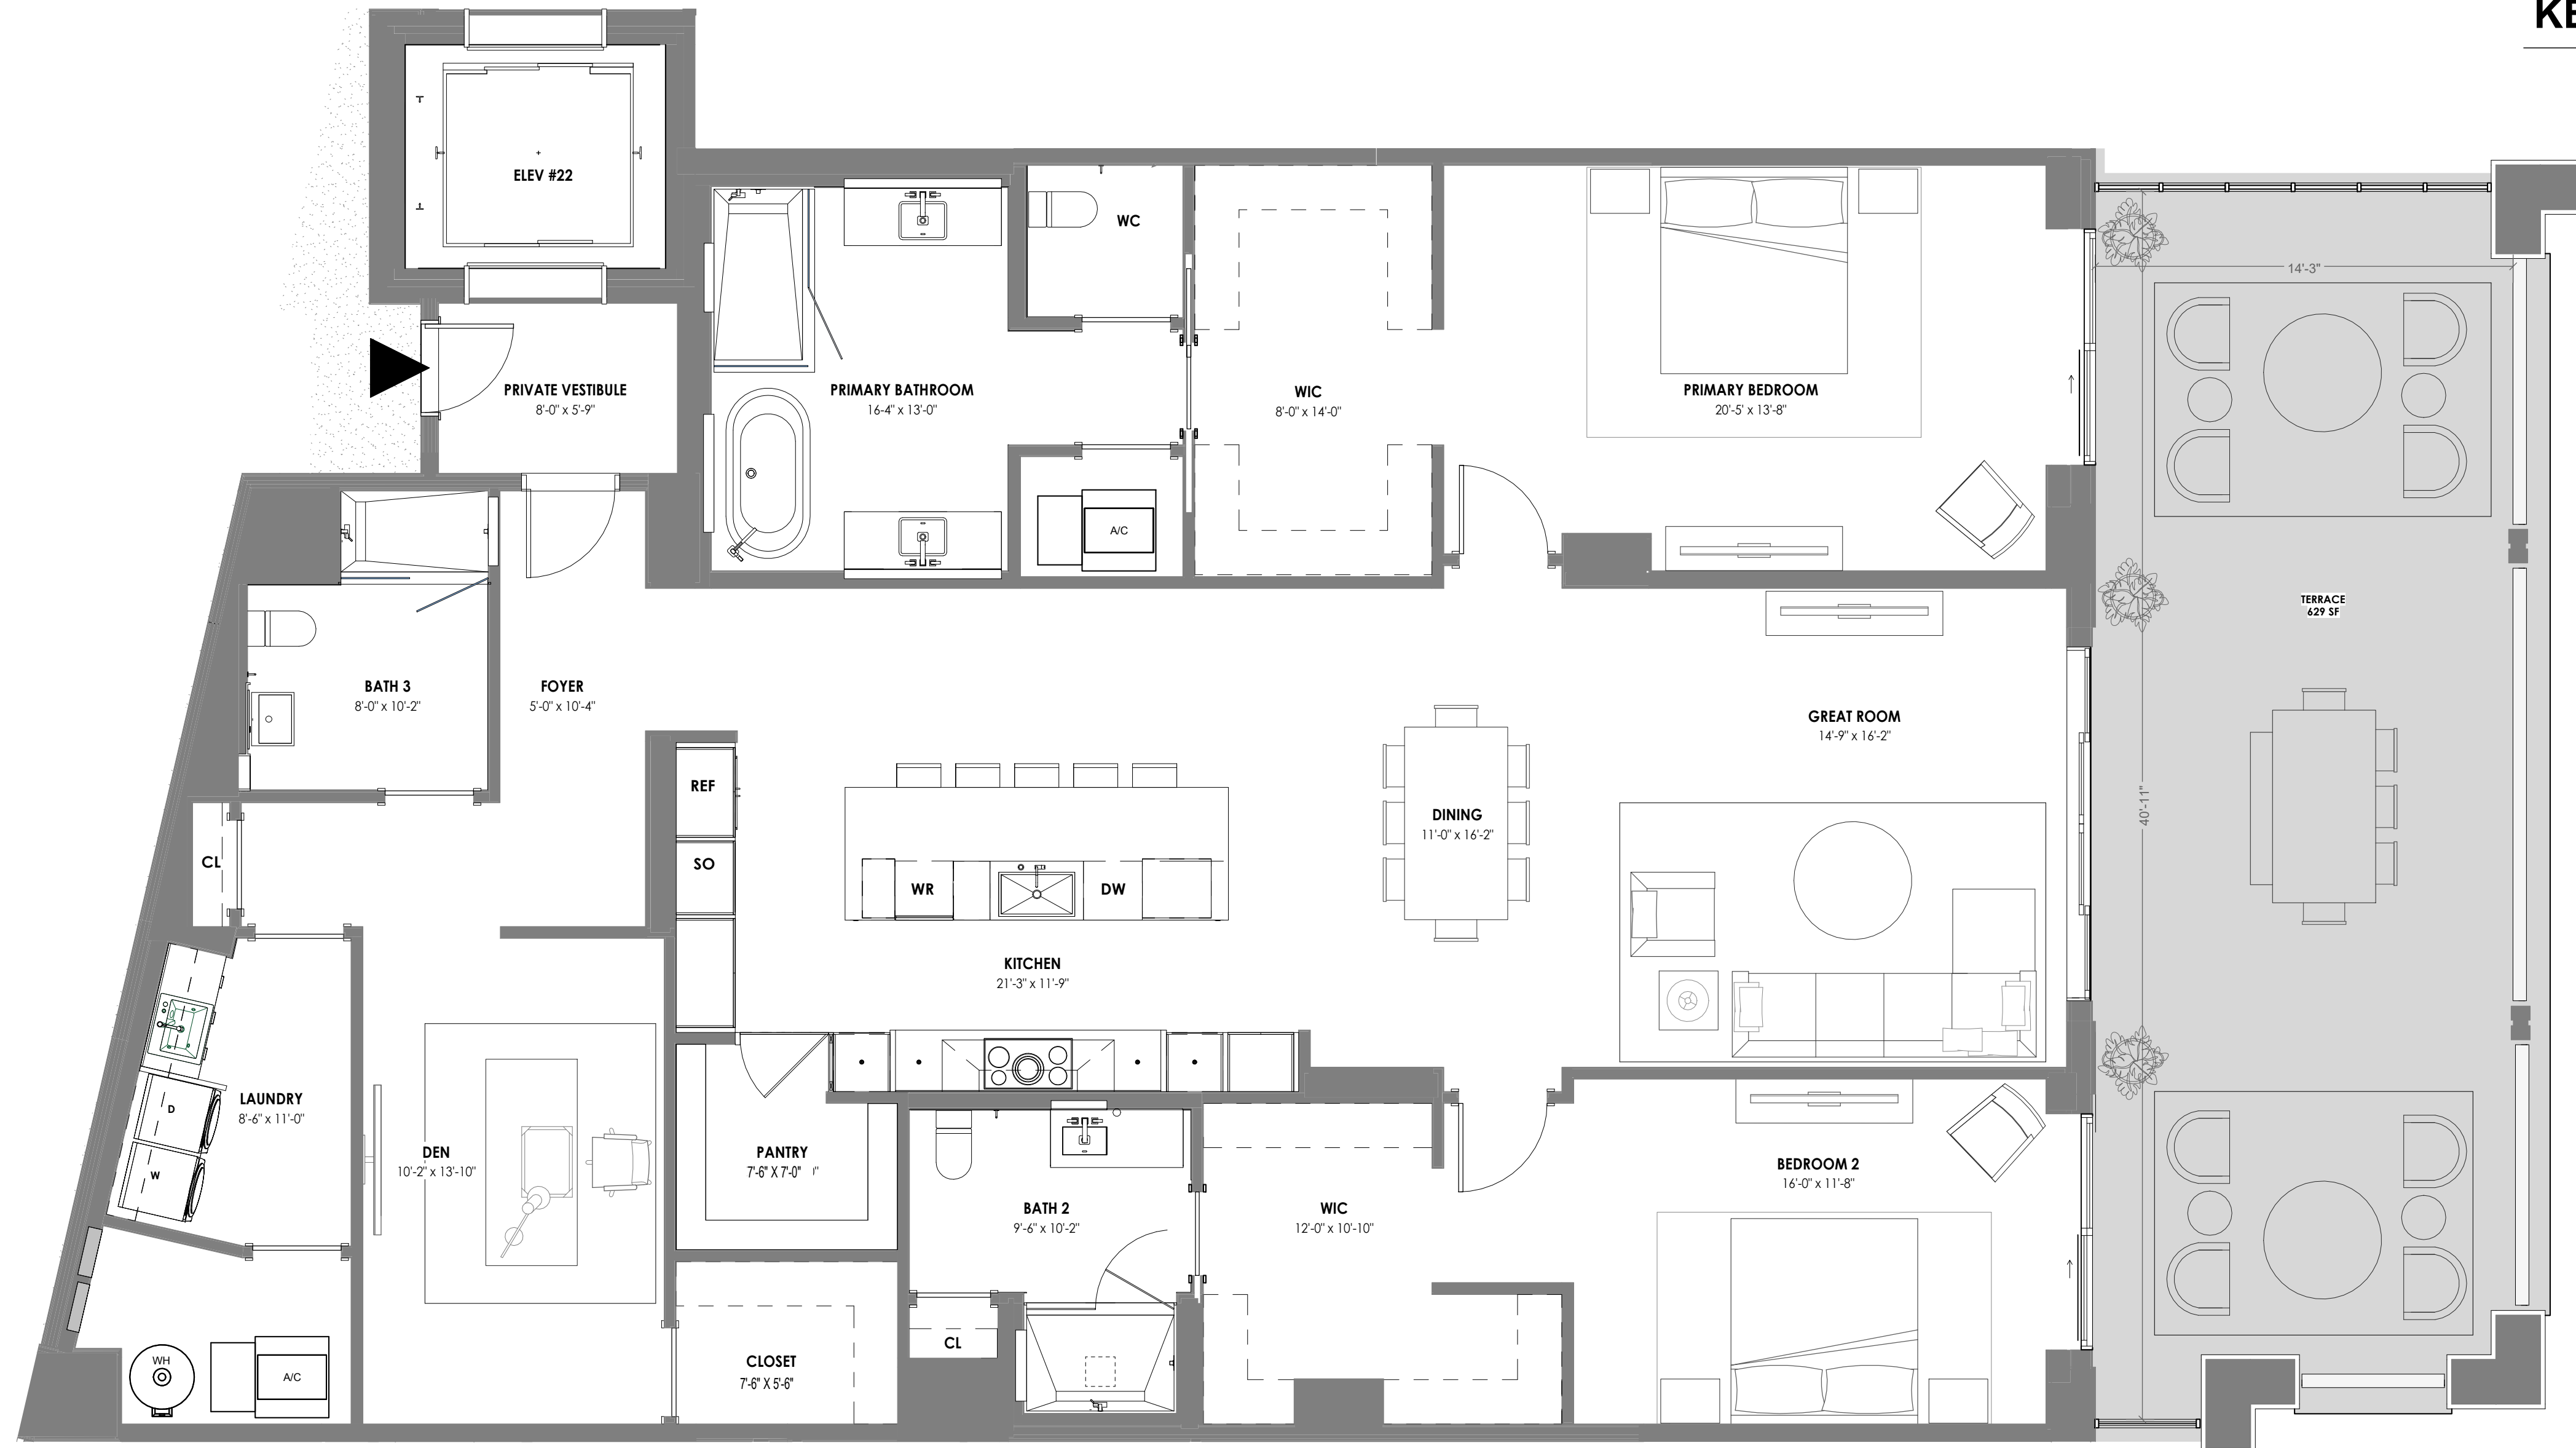 KE
ELEV #22
WC
14'-3"
PRIVATE VESTIBULE
8'-0" x 5'-9"
PRIMARY BATHROOM
16-4" x 13'-0"
WIC
8'-0" x 14'-0"
PRIMARY BEDROOM
20'-5' x 13'-8"
A/C
TERRACE
629 SF
BATH 3
8'-0" x 10'-2"
FOYER
5'-0" x 10'-4"
GREAT ROOM
14'-9" x 16'-2"
REF
40'-11"
DINING
11'-0" x 16'-2"
CL
SO
WR
DW
KITCHEN
21'-3" x 11'-9"
LAUNDRY
8'-6" x 11'-0"
D
W
DEN
10'-2" x 13'-10"
PANTRY
7'-6" X 7'-0"
BEDROOM 2
16'-0" x 11'-8"
BATH 2
9'-6" x 10'-2"
WIC
12'-0" x 10'-10"
CL
CLOSET
7'-6" X 5'-6"
WH
A/C